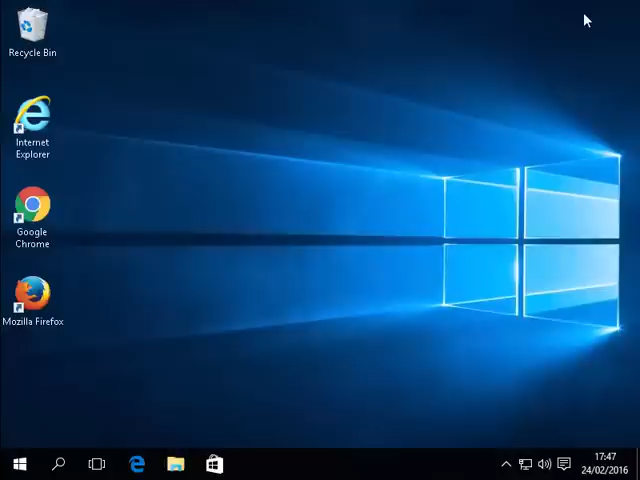 Recycle Bin
Internet
Explorer
Google
Chrome
Mozilla Firefox
17:47
24/02/2016